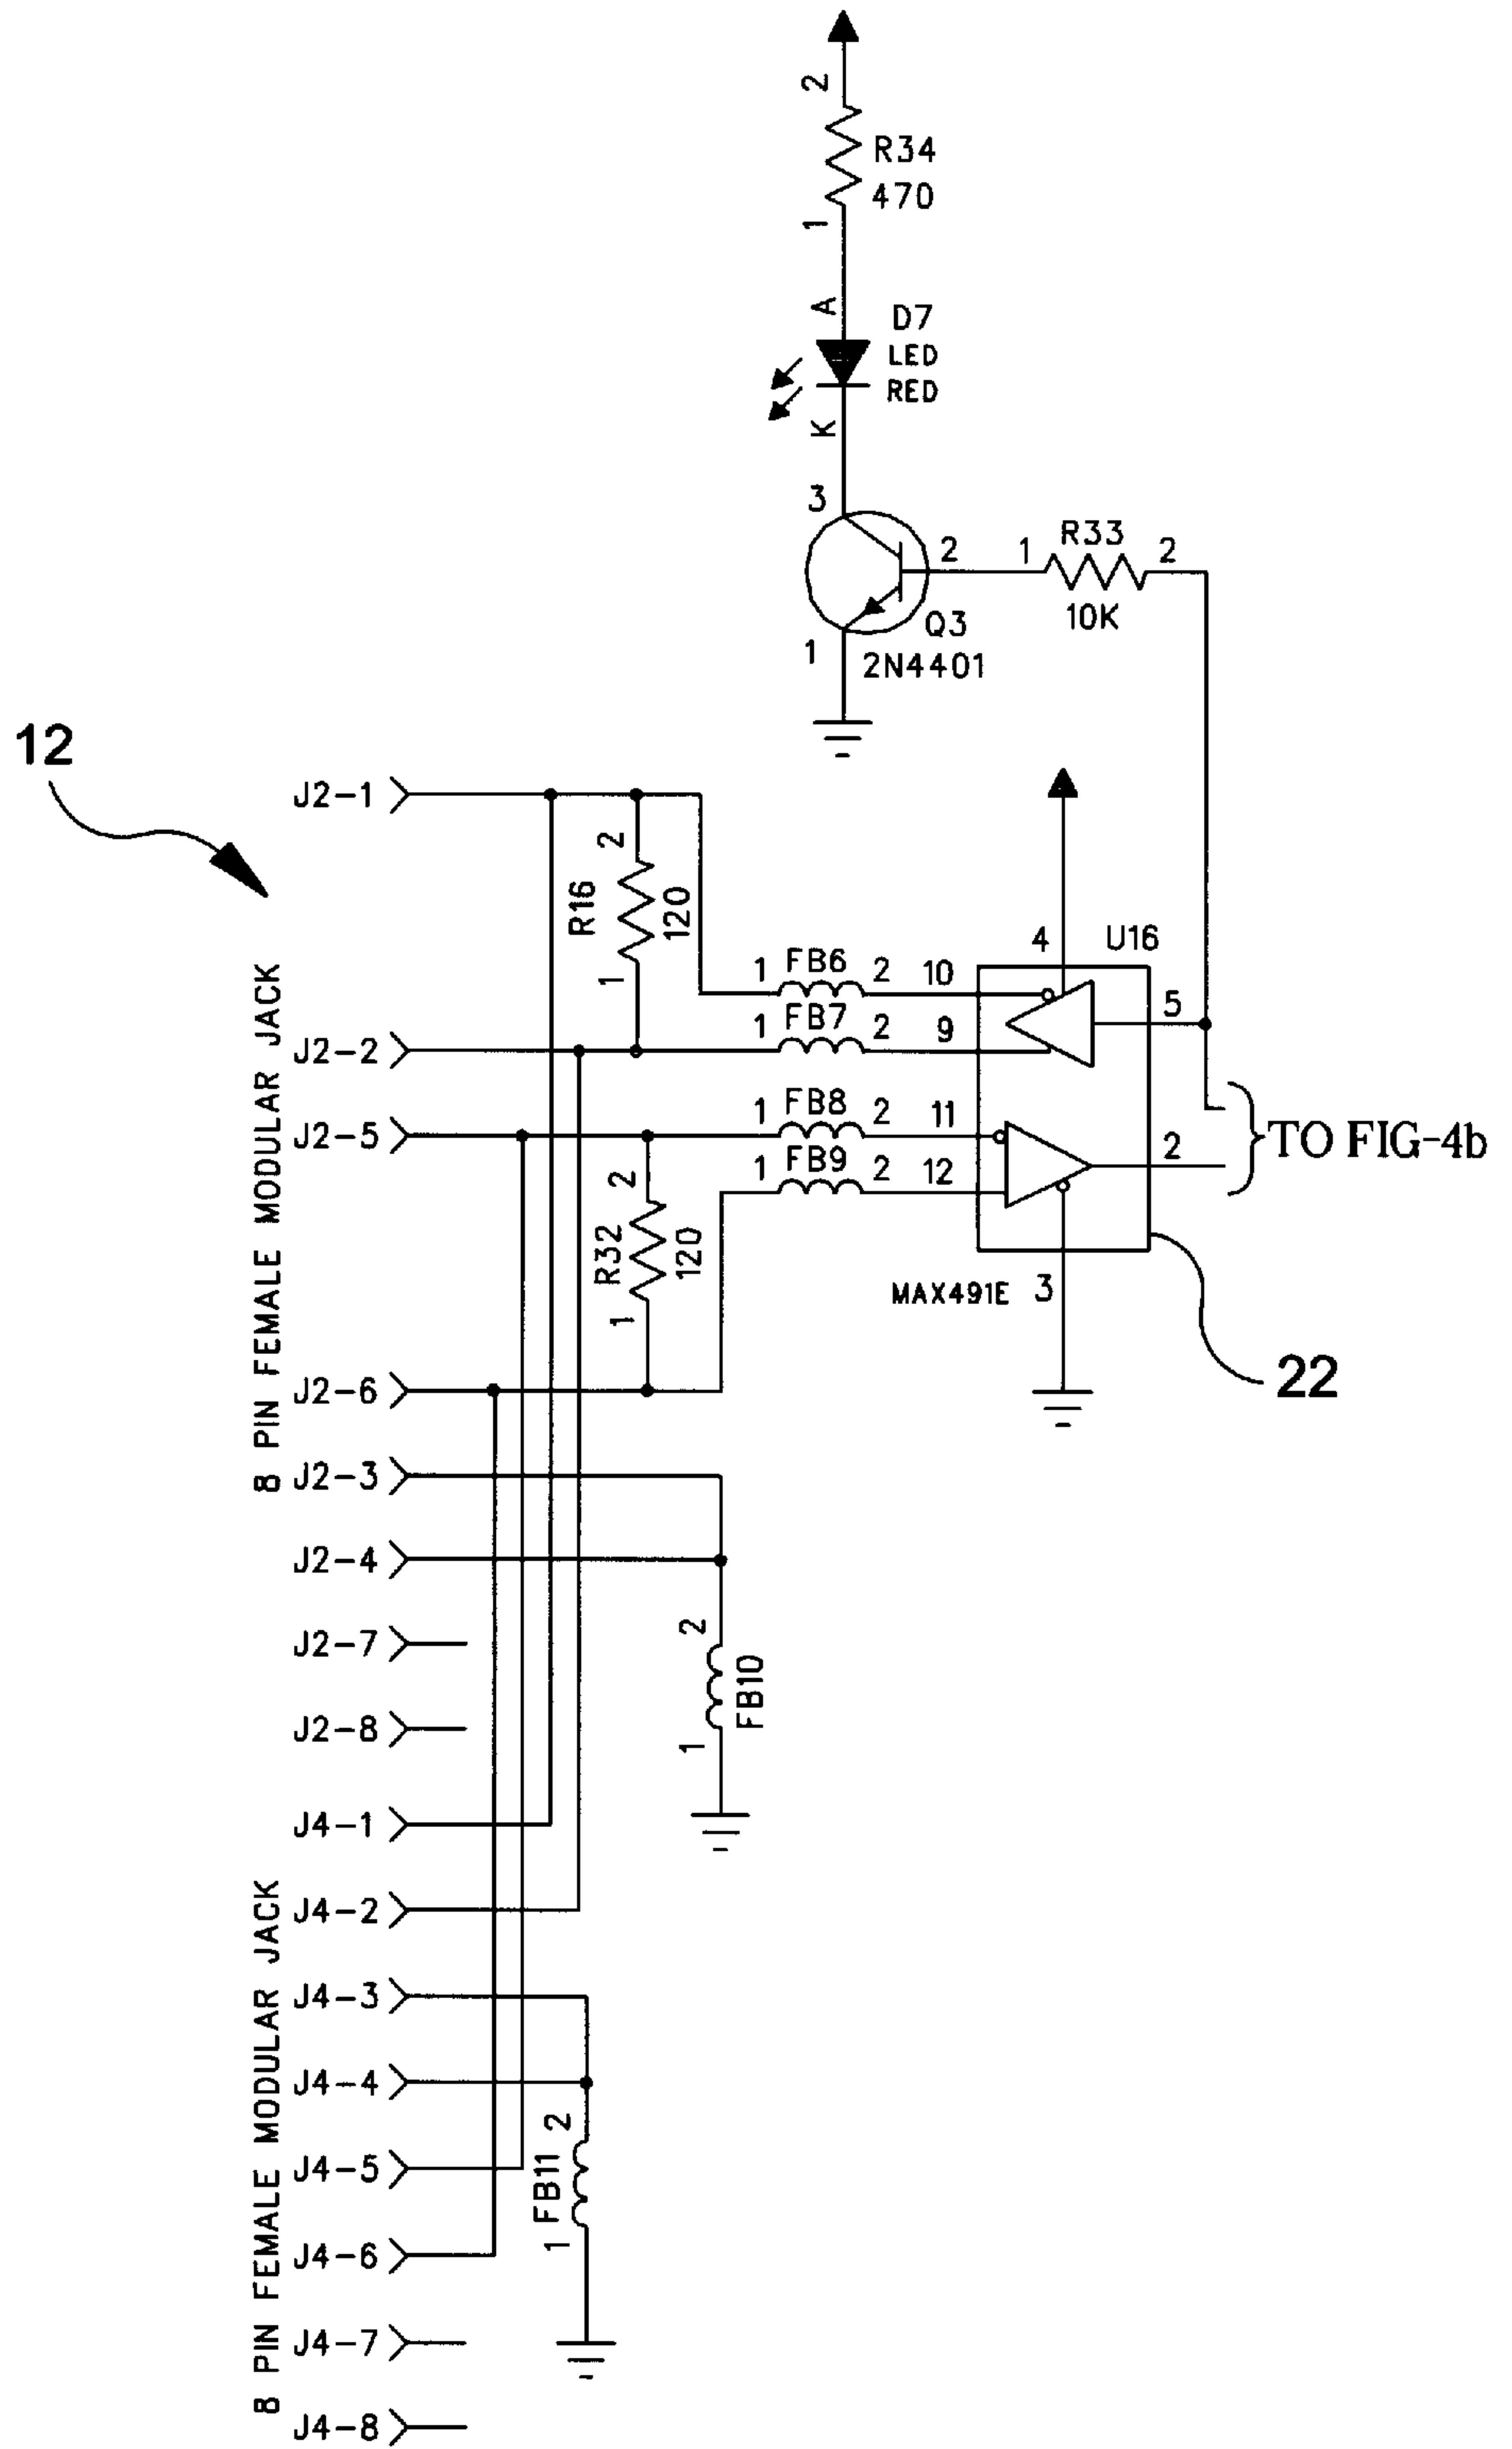 2
R34
470
1
A
D7
LED
RED
K
3
2
1
R33
2
10K
Q3
1
2N4401
12
J2-1
2
R16
120
1
4
U16
1
FB6
2
10
5
1
FB7
2
9
J2-2
1
FB8
2
11
J2-5
TO FIG-4b
2
1
FB9
2
12
2
R32
120
1
MAX491E
3
22
8 PIN FEMALE MODULAR JACK
J2-6
J2-3
J2-4
2
FB10
1
J2-7
J2-8
J4-1
J4-2
8 PIN FEMALE MODULAR JACK
J4-3
J4-4
2
FB11
1
J4-5
J4-6
J4-7
J4-8